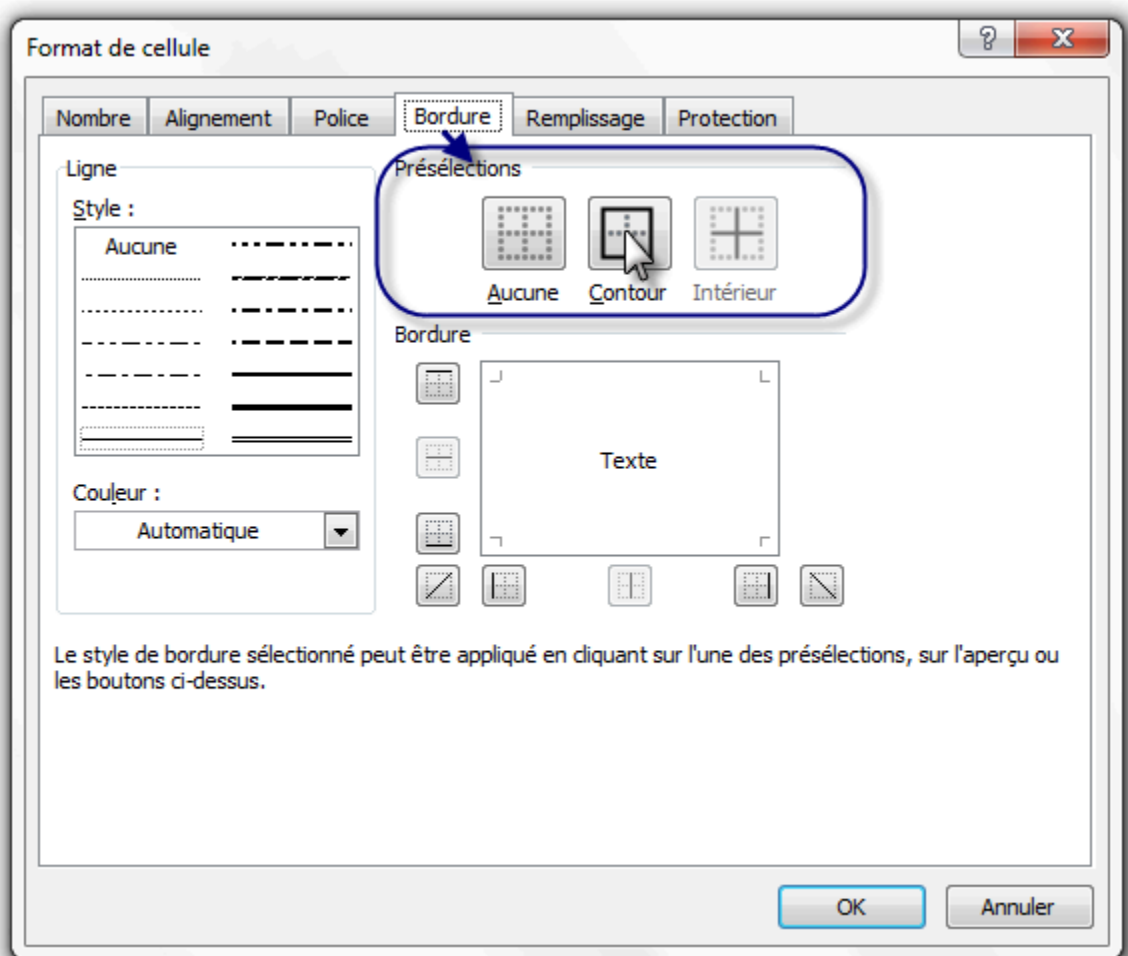 Format de cellule
?
Nombre Alignement Police Bordure Remplissage Protection
Ligne
Style :
Aucune
Couleur :
Automatique
Présélections
Aucune Contour Intérieur
Bordure
Texte
Le style de bordure sélectionné peut être appliqué en cliquant sur l'une des présélections, sur l'aperçu ou
les boutons ci-dessus.
OK Annuler